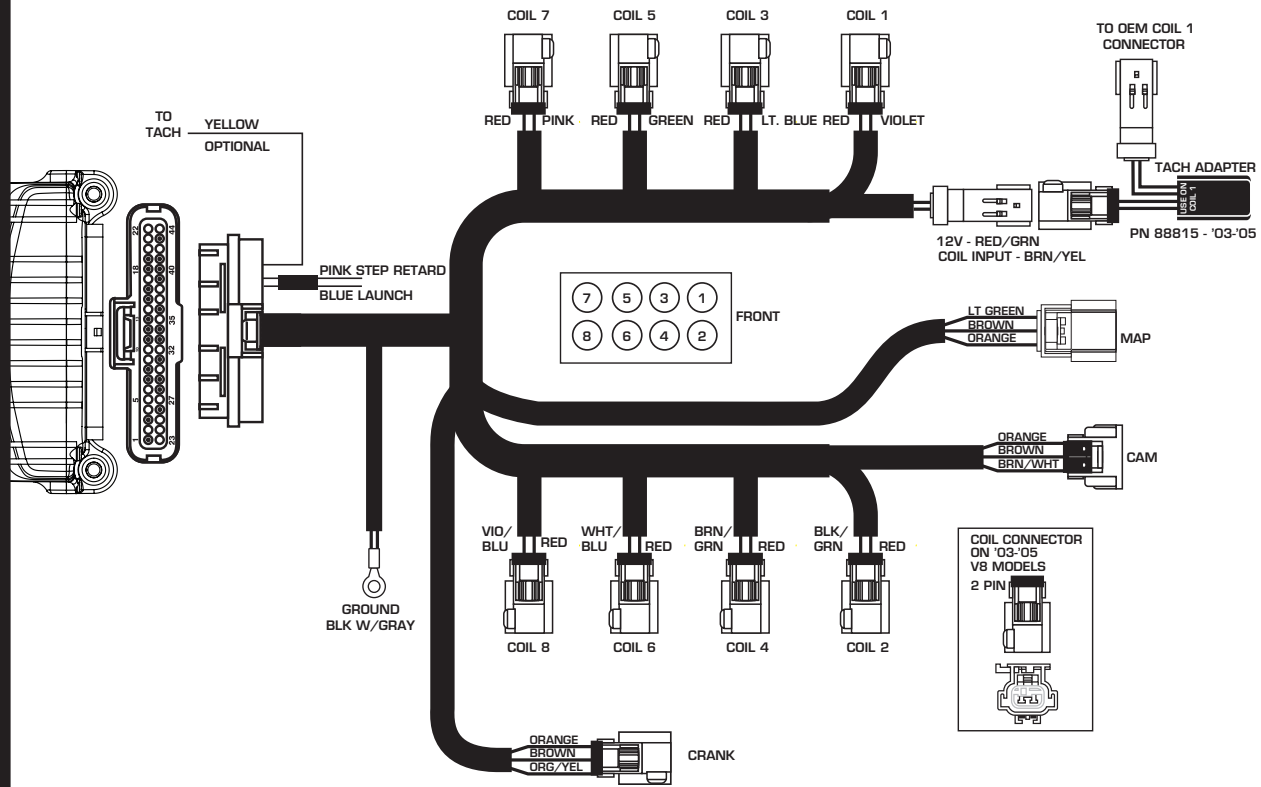 COIL 7
COIL 5
COIL 3
COIL 1
TO OEM COIL 1
CONNECTOR
TO
TACH
YELLOW
OPTIONAL
RED
PINK
RED
GREEN
RED
LT. BLUE
RED
VIOLET
TACH ADAPTER
USE ON
COIL 1
PN 88815 - '03-'05
12V - RED/GRN
COIL INPUT - BRN/YEL
22
44
18
40
35
32
5
27
1
23
PINK STEP RETARD
BLUE LAUNCH
7
5
3
1
8
6
4
2
FRONT
LT GREEN
BROWN
ORANGE
MAP
ORANGE
BROWN
BRN/WHT
CAM
VIO/
BLU
RED
WHT/
BLU
RED
BRN/
GRN
RED
BLK/
GRN
RED
COIL 8
COIL 6
COIL 4
COIL 2
GROUND
BLK W/GRAY
COIL CONNECTOR
ON '03-'05
V8 MODELS
2 PIN
ORANGE
BROWN
ORG/YEL
CRANK